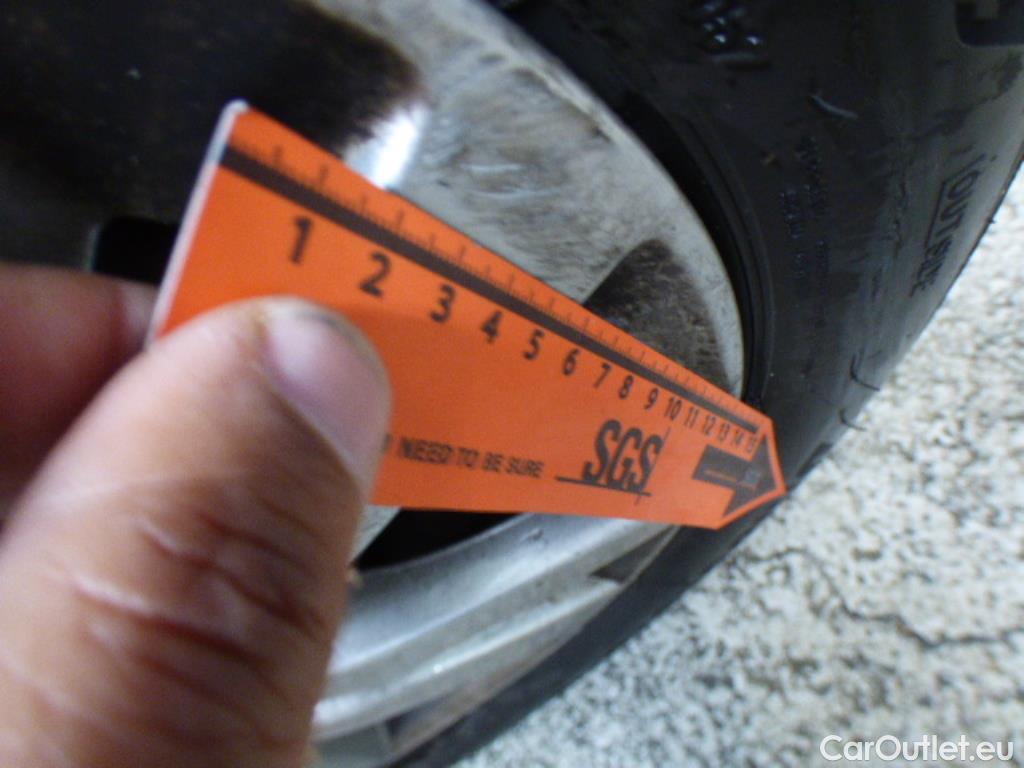 OUTSIDE
1 2 3 4 5 6 7 8 9 10 11 12 13 14 15
NEED TO BE SURE
SGS
CarOutlet.eu